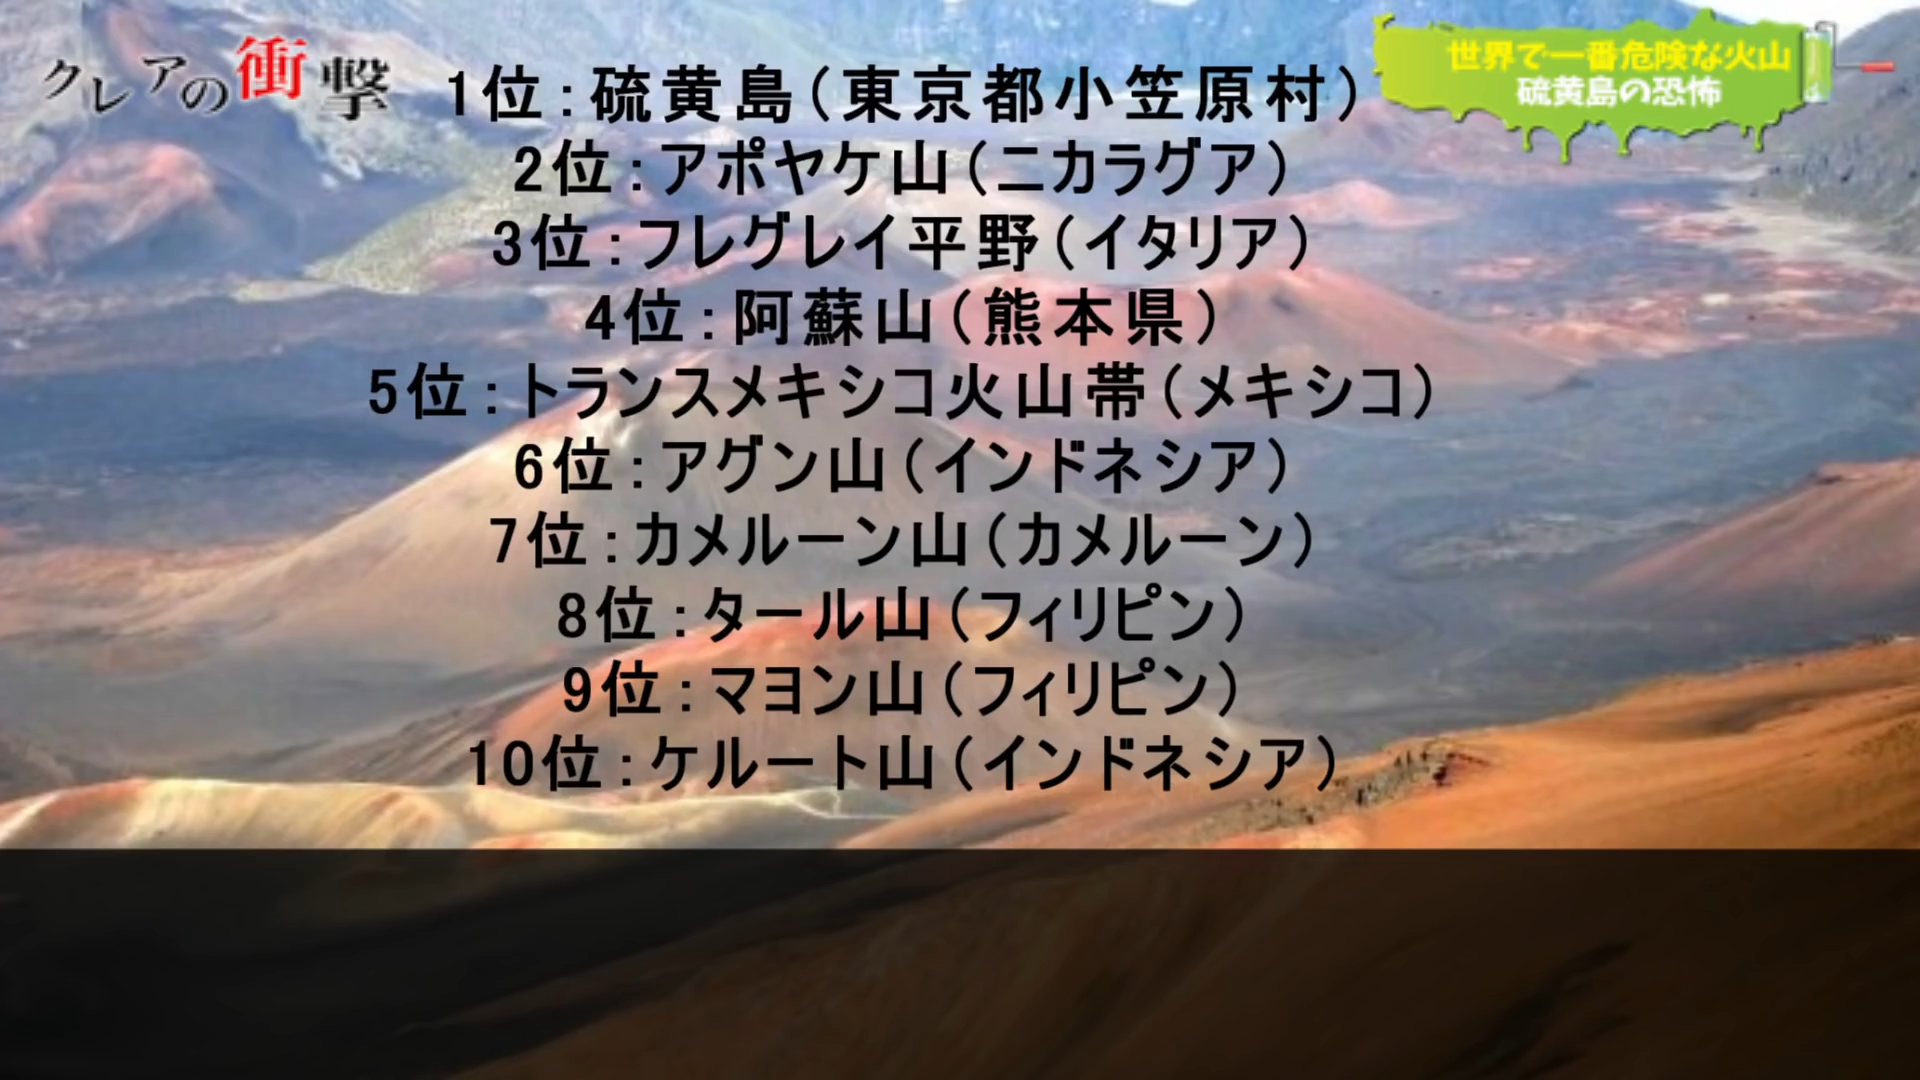 クレアの衝撃
世界で一番危険な火山
硫黄島の恐怖
1位：硫黄島（東京都小笠原村）
2位：アポヤケ山（ニカラグア）
3位：フレグレイ平野（イタリア）
4位：阿蘇山（熊本県）
5位：トランスメキシコ火山帯（メキシコ）
6位：アグン山（インドネシア）
7位：カメルーン山（カメルーン）
8位：タール山（フィリピン）
9位：マヨン山（フィリピン）
10位：ケルート山（インドネシア）